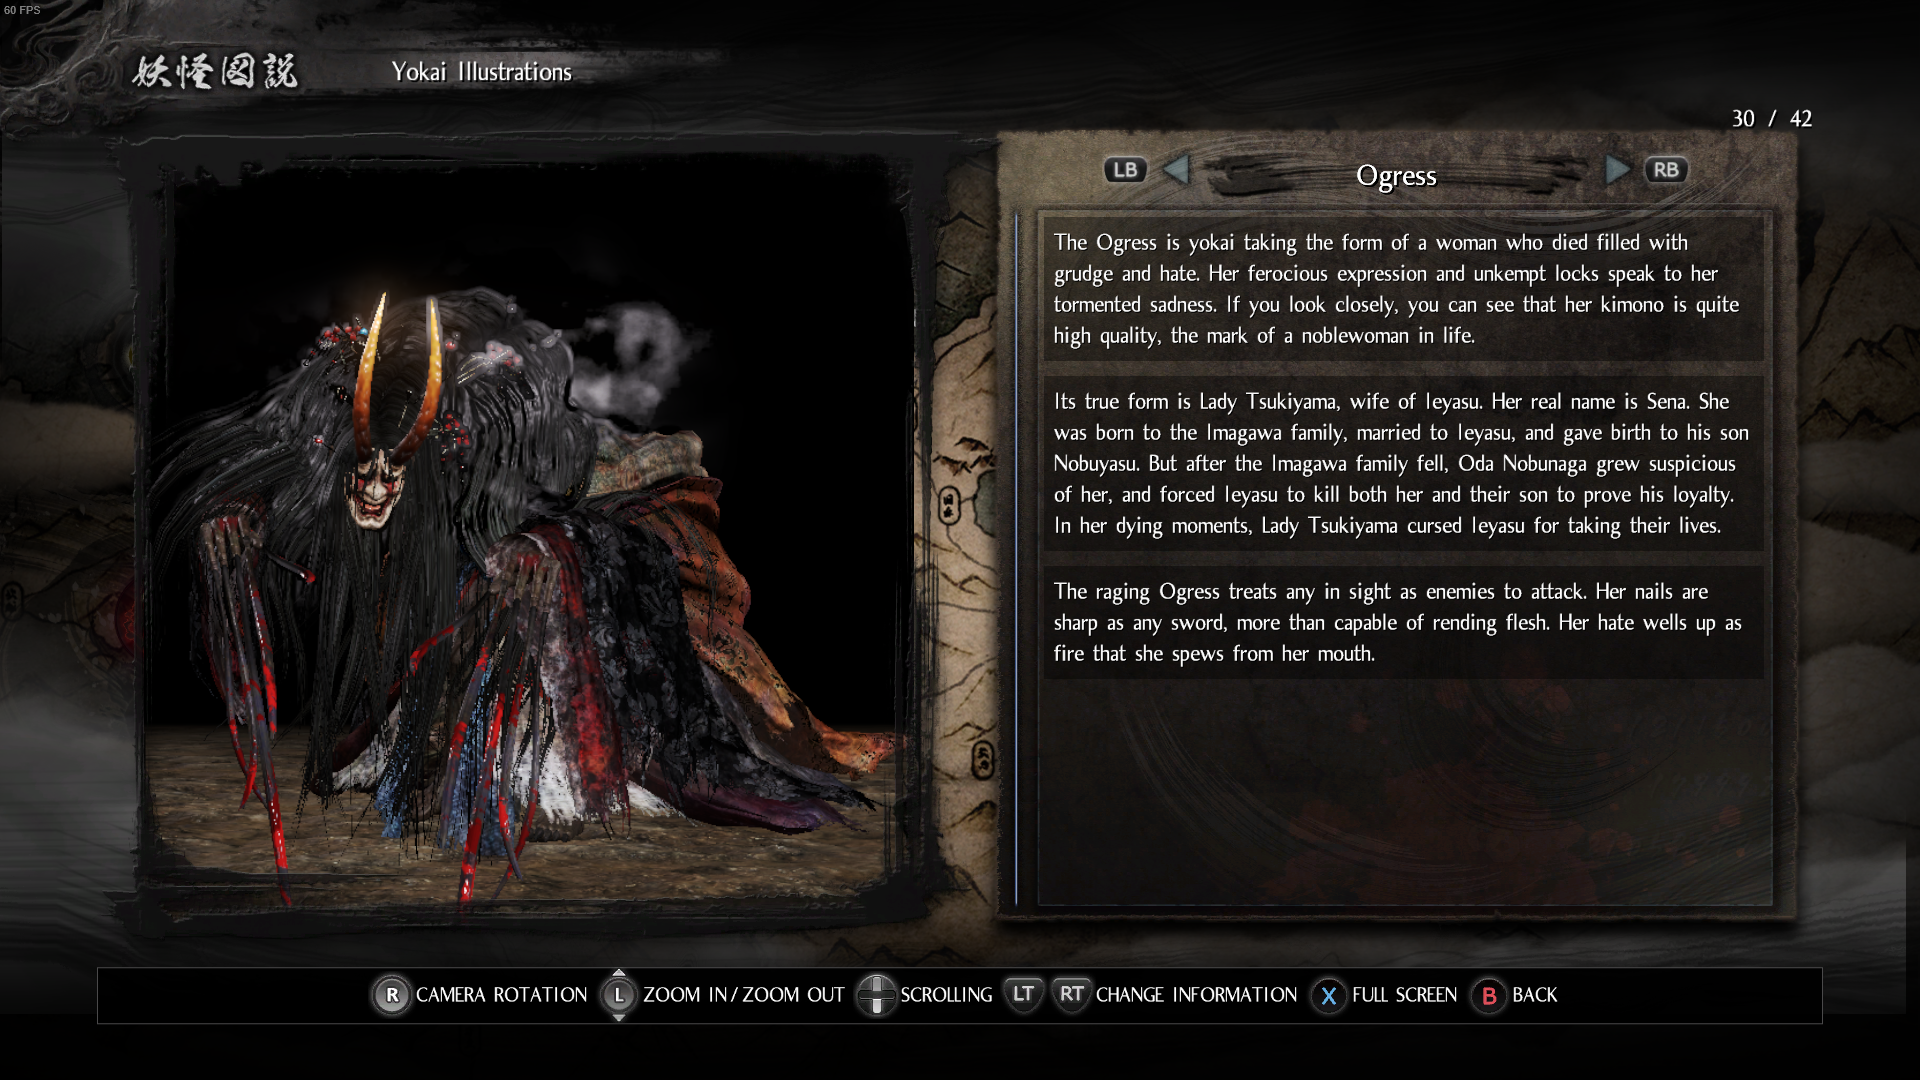 60 FPS
妖怪図説
Yokai Illustrations
30 / 42
LB
Ogress
RB
The Ogress is yokai taking the form of a woman who died filled with
grudge and hate. Her ferocious expression and unkempt locks speak to her
tormented sadness. If you look closely, you can see that her kimono is quite
high quality, the mark of a noblewoman in life.
Its true form is Lady Tsukiyama, wife of Ieyasu. Her real name is Sena. She
was born to the Imagawa family, married to Ieyasu, and gave birth to his son
Nobuyasu. But after the Imagawa family fell, Oda Nobunaga grew suspicious
of her, and forced Ieyasu to kill both her and their son to prove his loyalty.
In her dying moments, Lady Tsukiyama cursed Ieyasu for taking their lives.
The raging Ogress treats any in sight as enemies to attack. Her nails are
sharp as any sword, more than capable of rending flesh. Her hate wells up as
fire that she spews from her mouth.
R CAMERA ROTATION L ZOOM IN / ZOOM OUT SCROLLING LT RT CHANGE INFORMATION X FULL SCREEN B BACK